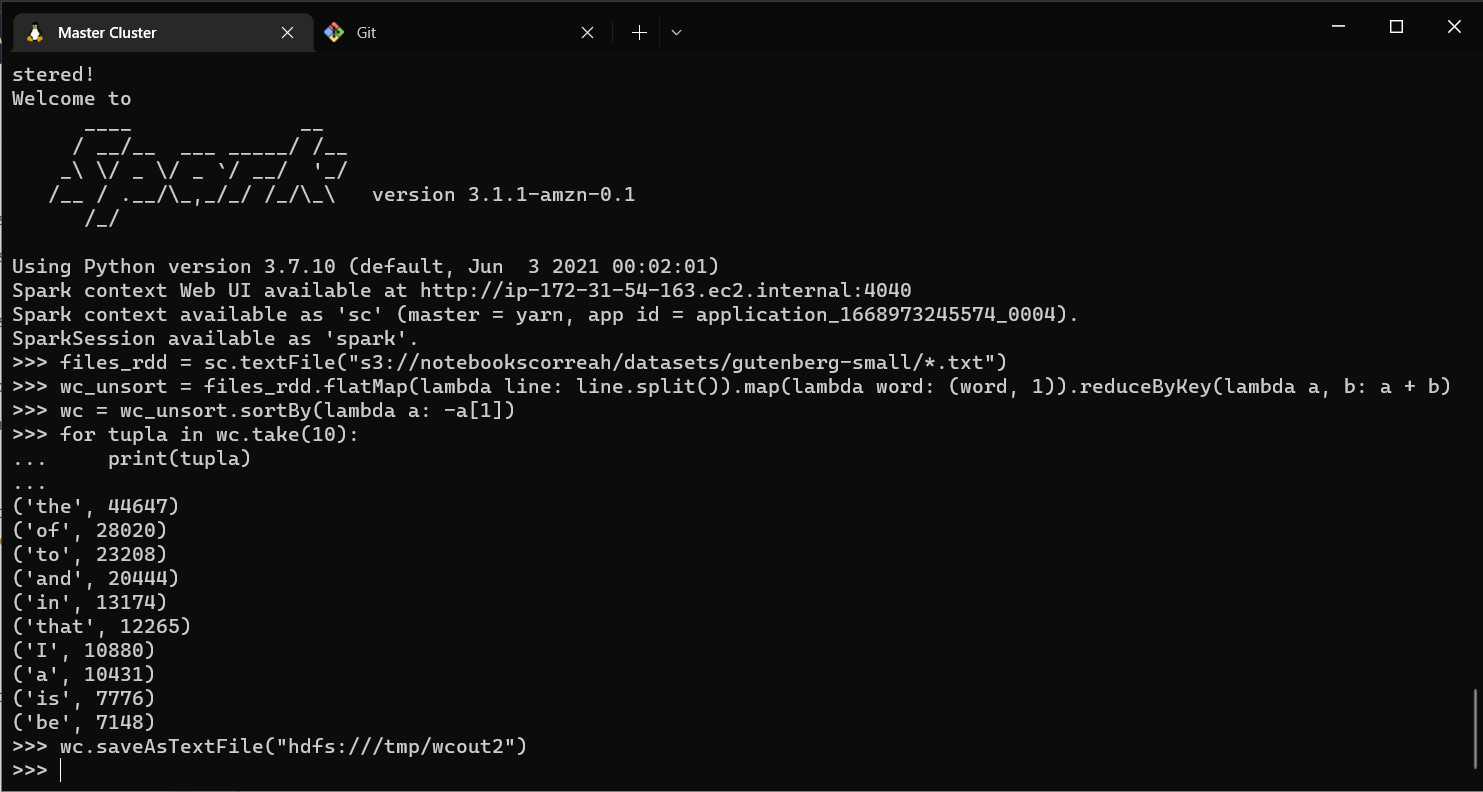 Master Cluster
Git
stered!
Welcome to
      ____              __
     / __/__  ___ _____/ /__
    _\ \/ _ \/ _ `/ __/  '_/
   /__ / .__/\_,_/_/ /_/\_\   version 3.1.1-amzn-0.1
      /_/
Using Python version 3.7.10 (default, Jun  3 2021 00:02:01)
Spark context Web UI available at http://ip-172-31-54-163.ec2.internal:4040
Spark context available as 'sc' (master = yarn, app id = application_1668973245574_0004).
SparkSession available as 'spark'.
>>> files_rdd = sc.textFile("s3://notebookscorreah/datasets/gutenberg-small/*.txt")
>>> wc_unsort = files_rdd.flatMap(lambda line: line.split()).map(lambda word: (word, 1)).reduceByKey(lambda a, b: a + b)
>>> wc = wc_unsort.sortBy(lambda a: -a[1])
>>> for tupla in wc.take(10):
...     print(tupla)
...
('the', 44647)
('of', 28020)
('to', 23208)
('and', 20444)
('in', 13174)
('that', 12265)
('I', 10880)
('a', 10431)
('is', 7776)
('be', 7148)
>>> wc.saveAsTextFile("hdfs:///tmp/wcout2")
>>>